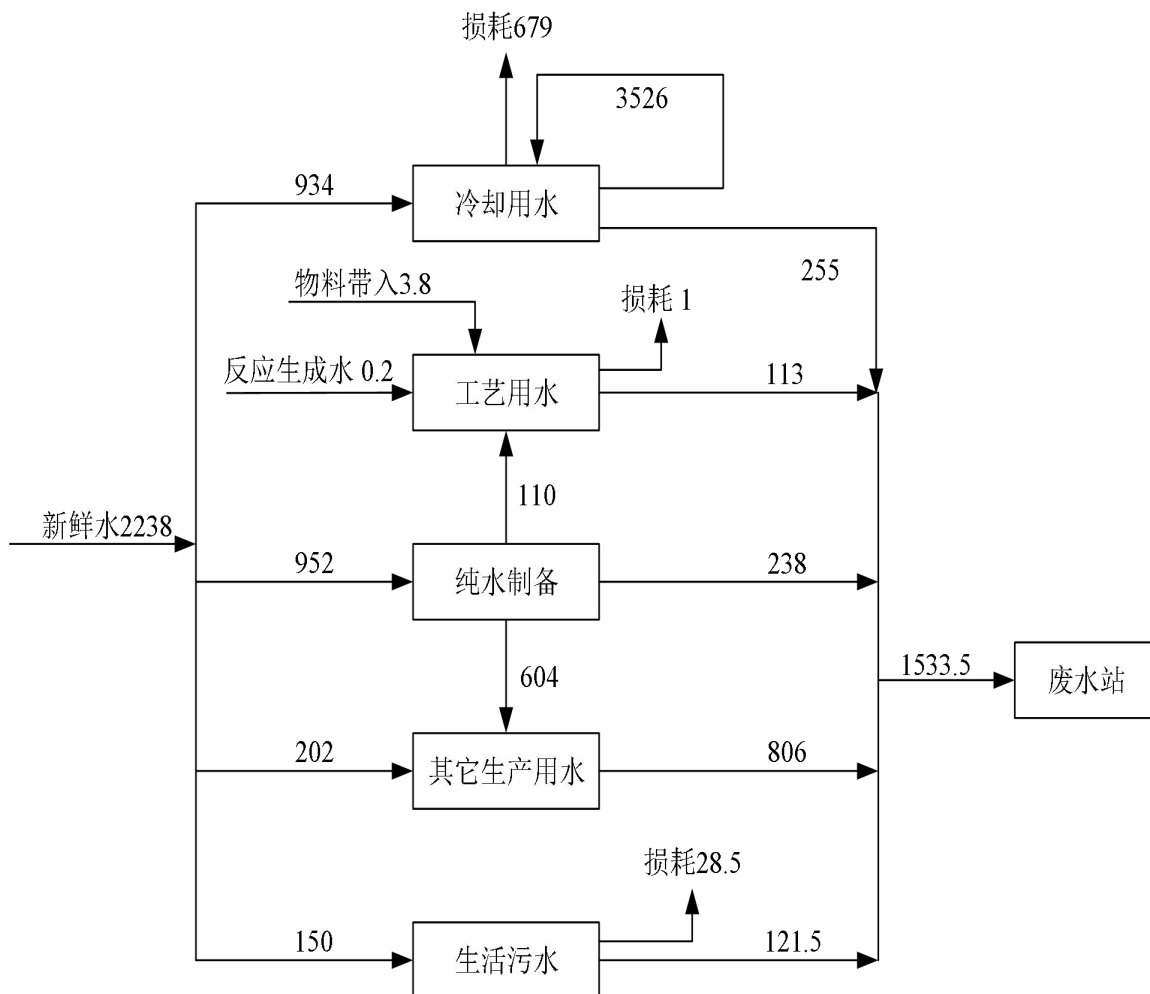 损耗679
3526
934
冷却用水
255
物料带入3.8
损耗 1
反应生成水 0.2
工艺用水
113
110
新鲜水2238
952
纯水制备
238
604
1533.5
废水站
202
其它生产用水
806
损耗28.5
150
生活污水
121.5